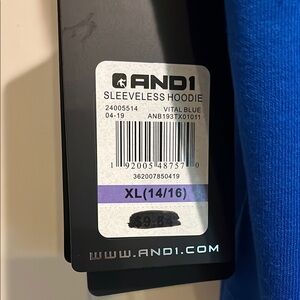 AND1
SLEEVELESS HOODIE
24005514 VITAL BLUE
04-19 ANB193TX01011
1 92005 48757 0
362007850419
XL(14/16)
WWW.AND1.COM